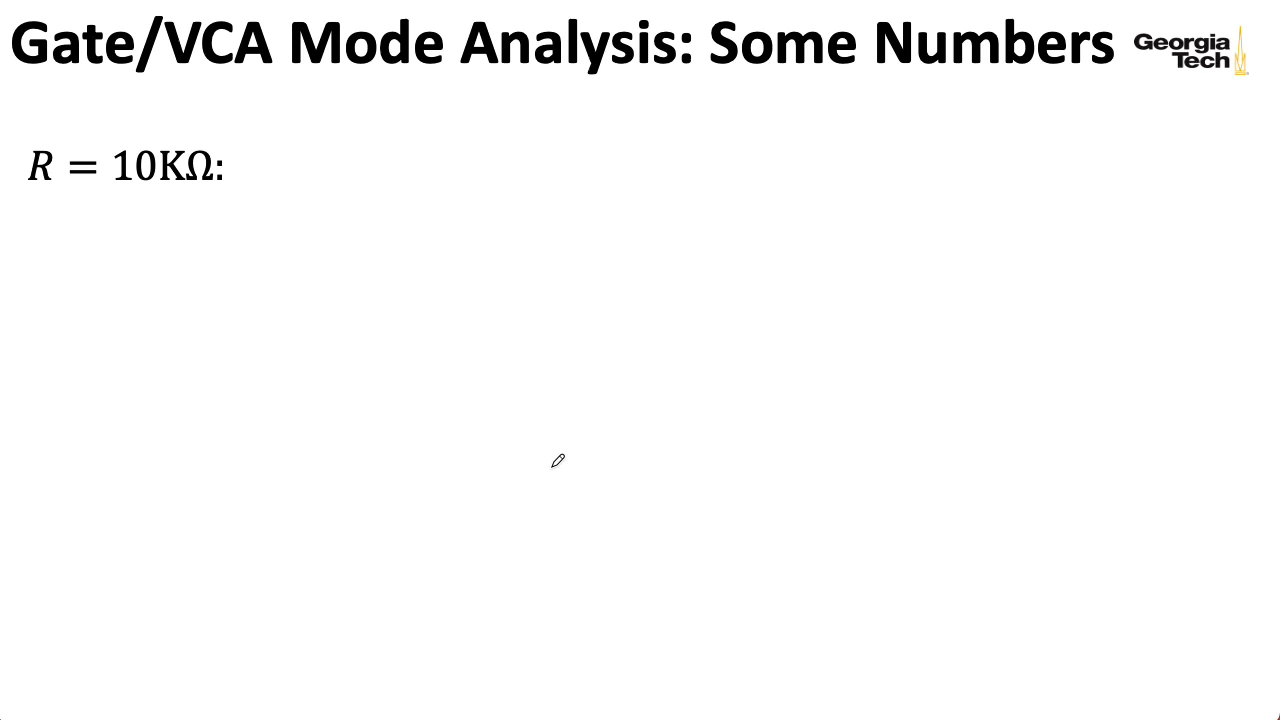 Gate/VCA Mode Analysis: Some Numbers
Georgia
Tech
R = 10KΩ: